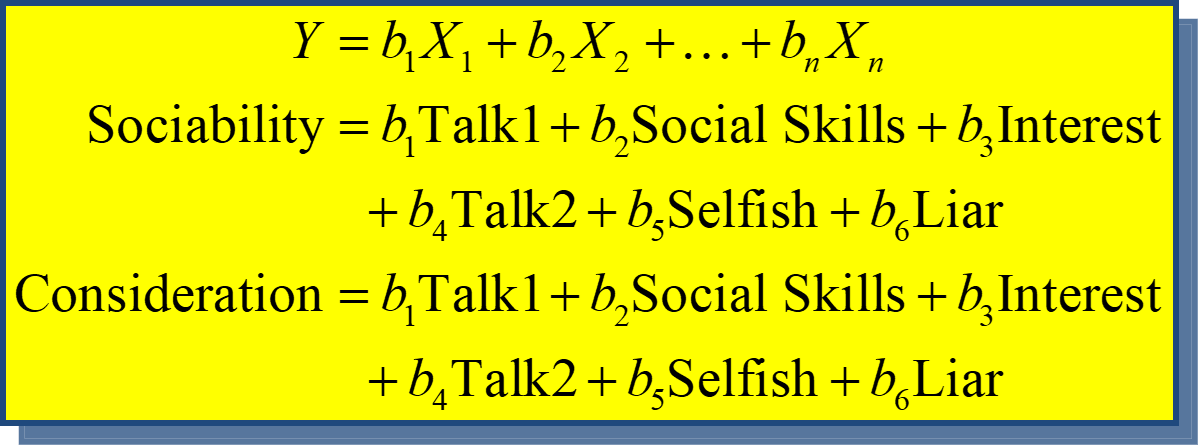 Y = b₁X₁ + b₂X₂ + … + bₙXₙ
Sociability = b₁Talk1 + b₂Social Skills + b₃Interest
+ b₄Talk2 + b₅Selfish + b₆Liar
Consideration = b₁Talk1 + b₂Social Skills + b₃Interest
+ b₄Talk2 + b₅Selfish + b₆Liar